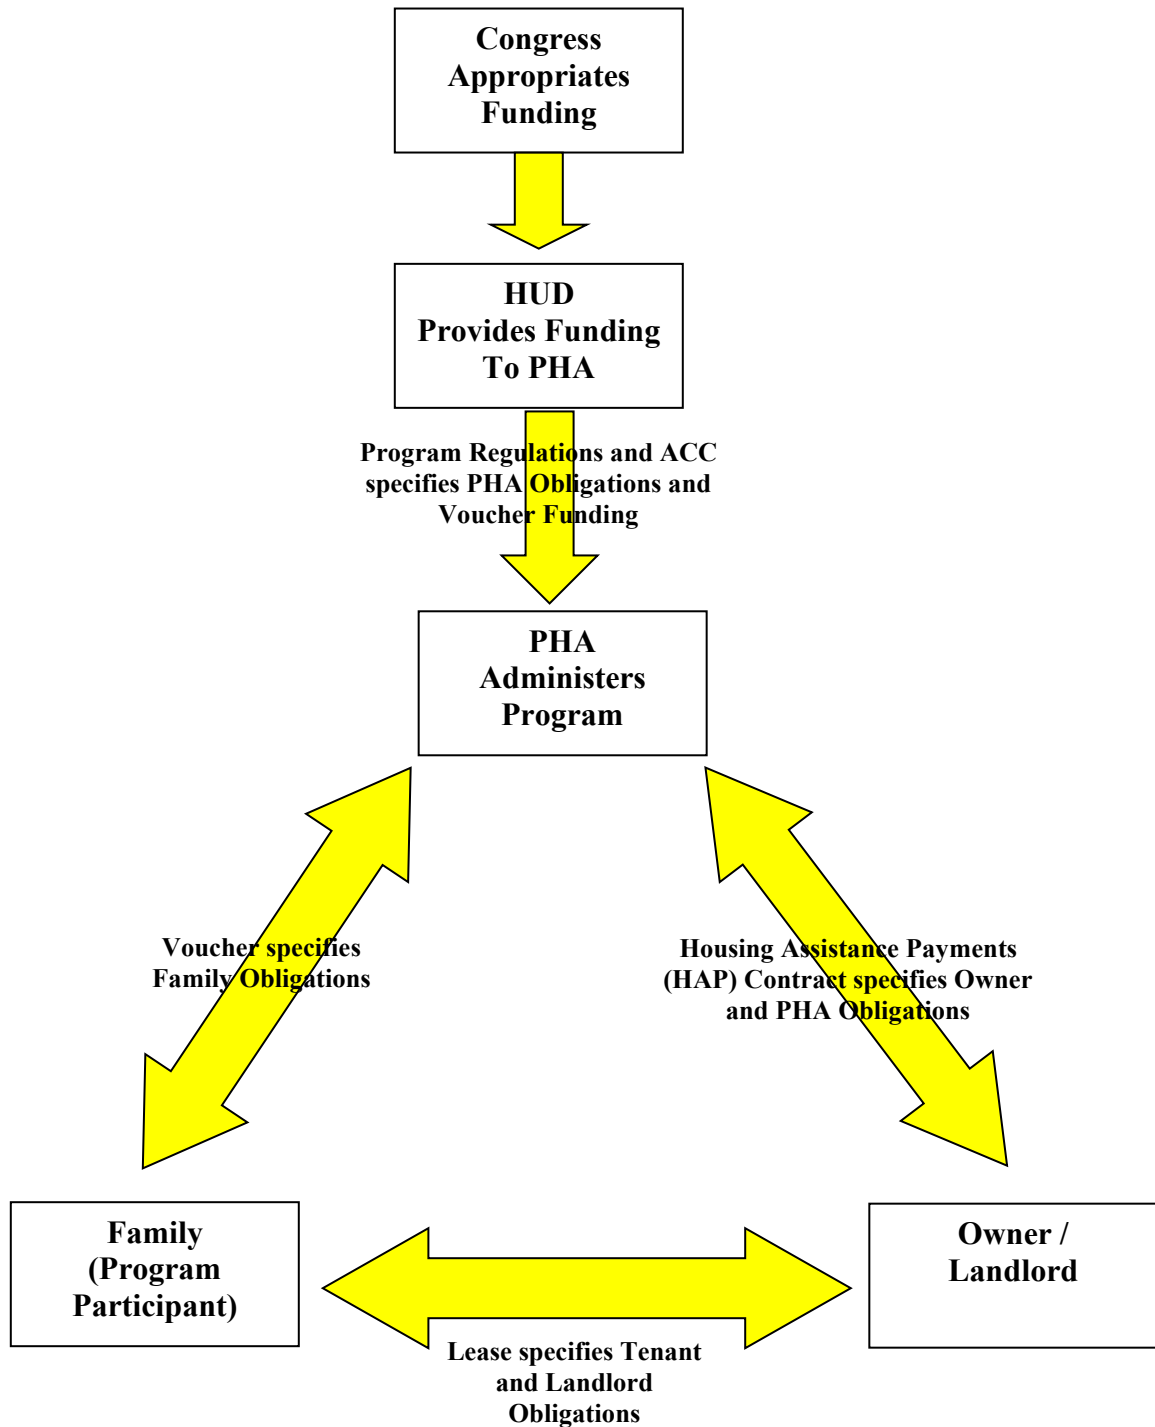 Congress
Appropriates
Funding
HUD
Provides Funding
To PHA
Program Regulations and ACC
specifies PHA Obligations and
Voucher Funding
PHA
Administers
Program
Voucher specifies
Family Obligations
Housing Assistance Payments
(HAP) Contract specifies Owner
and PHA Obligations
Family
(Program
Participant)
Owner /
Landlord
Lease specifies Tenant
and Landlord
Obligations